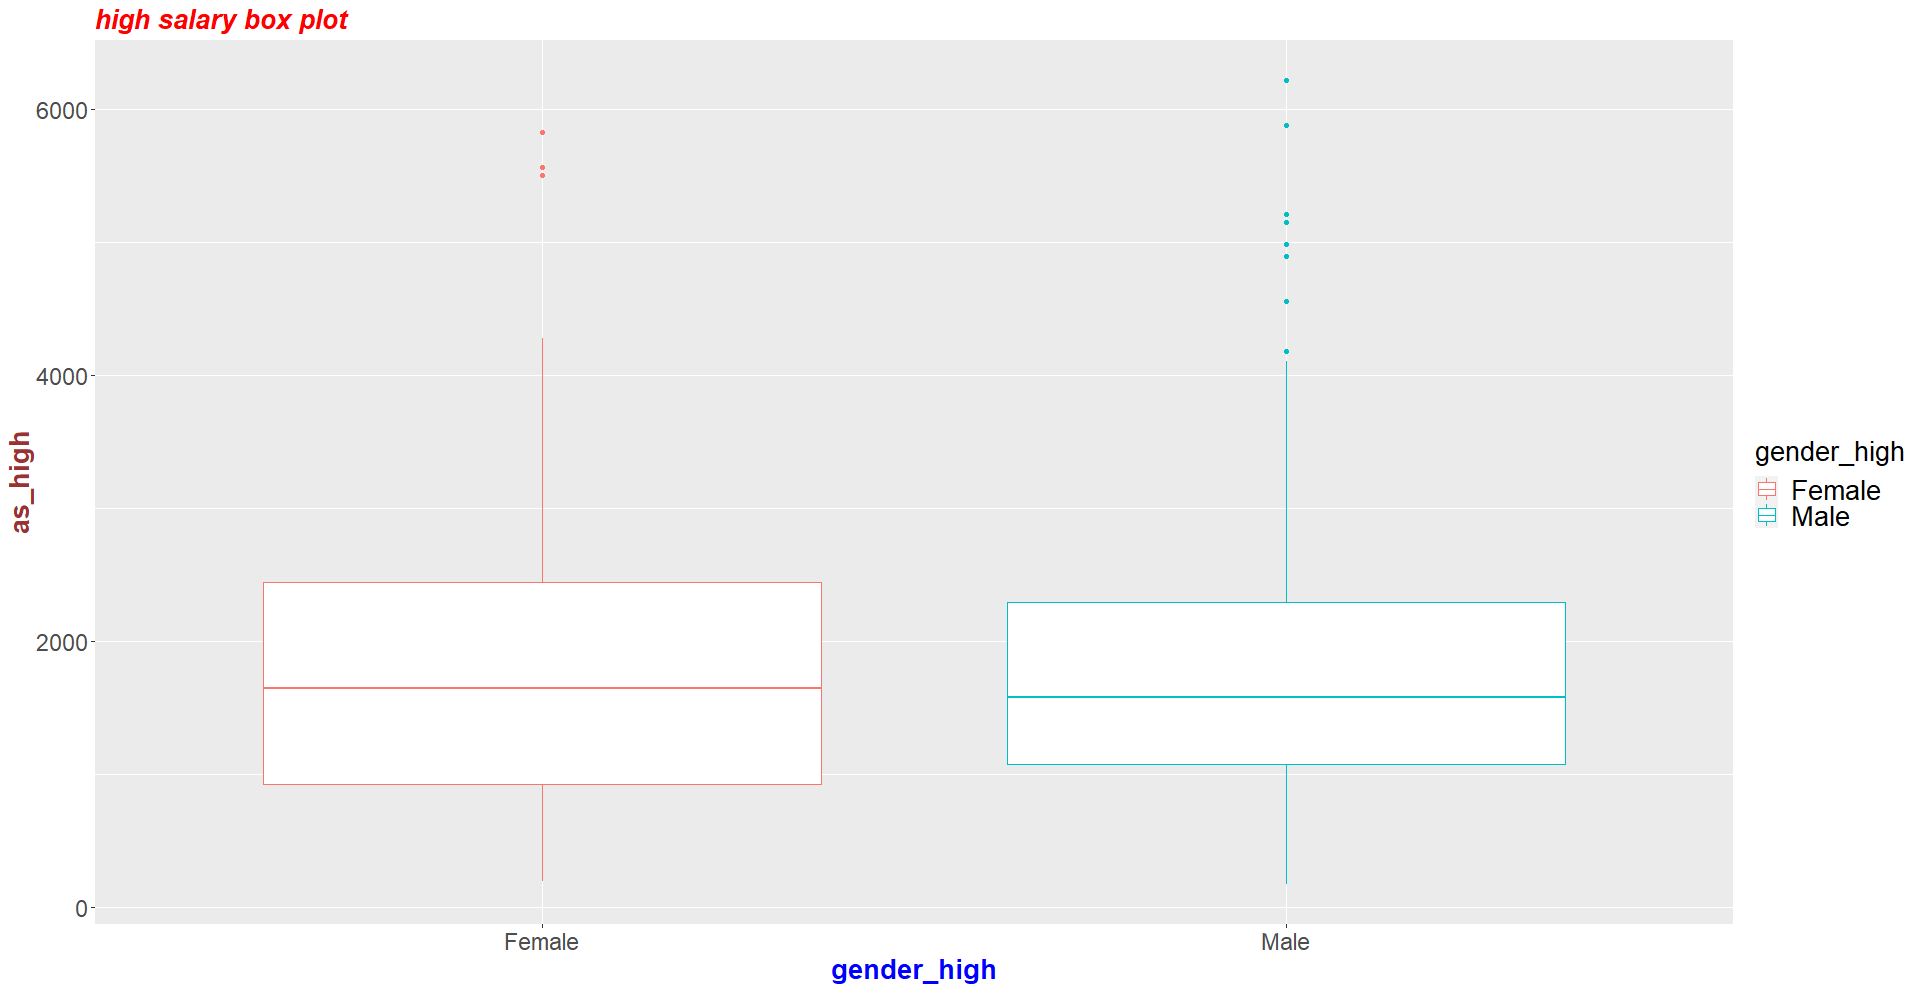 high salary box plot
6000
4000
2000
0
as_high
Female
Male
gender_high
gender_high
Female
Male